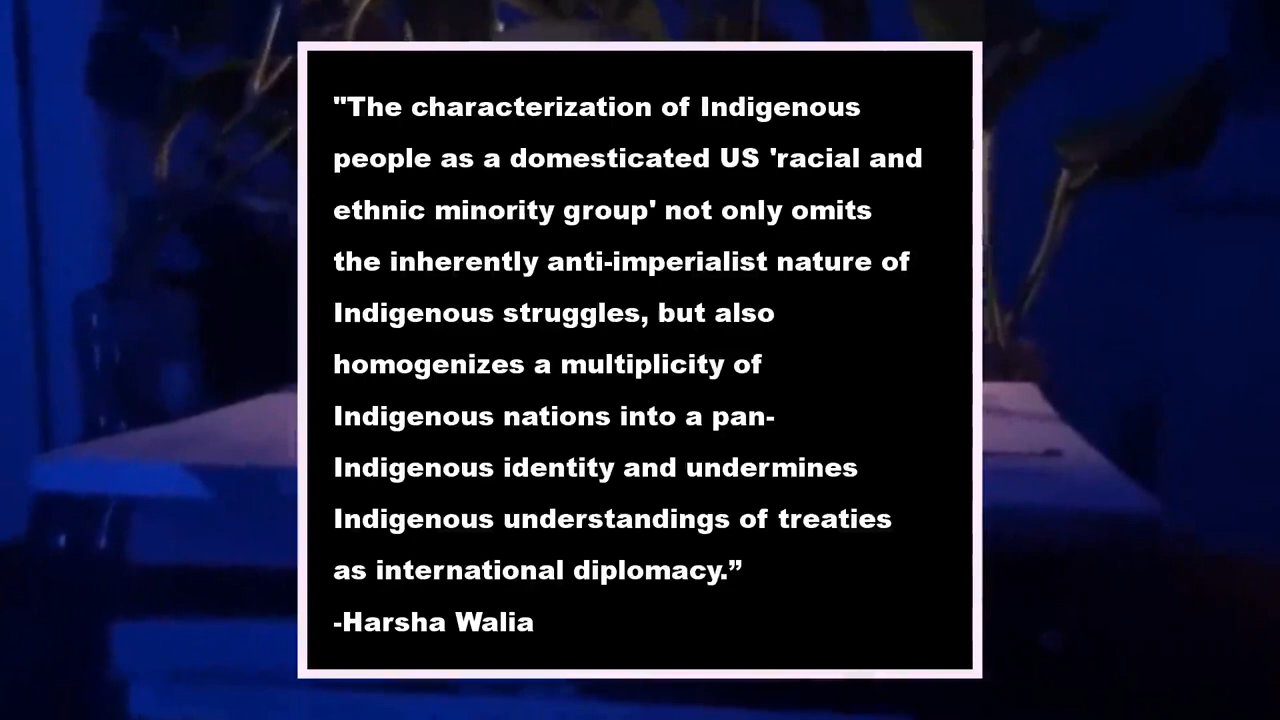 "The characterization of Indigenous
people as a domesticated US 'racial and
ethnic minority group' not only omits
the inherently anti-imperialist nature of
Indigenous struggles, but also
homogenizes a multiplicity of
Indigenous nations into a pan-
Indigenous identity and undermines
Indigenous understandings of treaties
as international diplomacy.”
-Harsha Walia